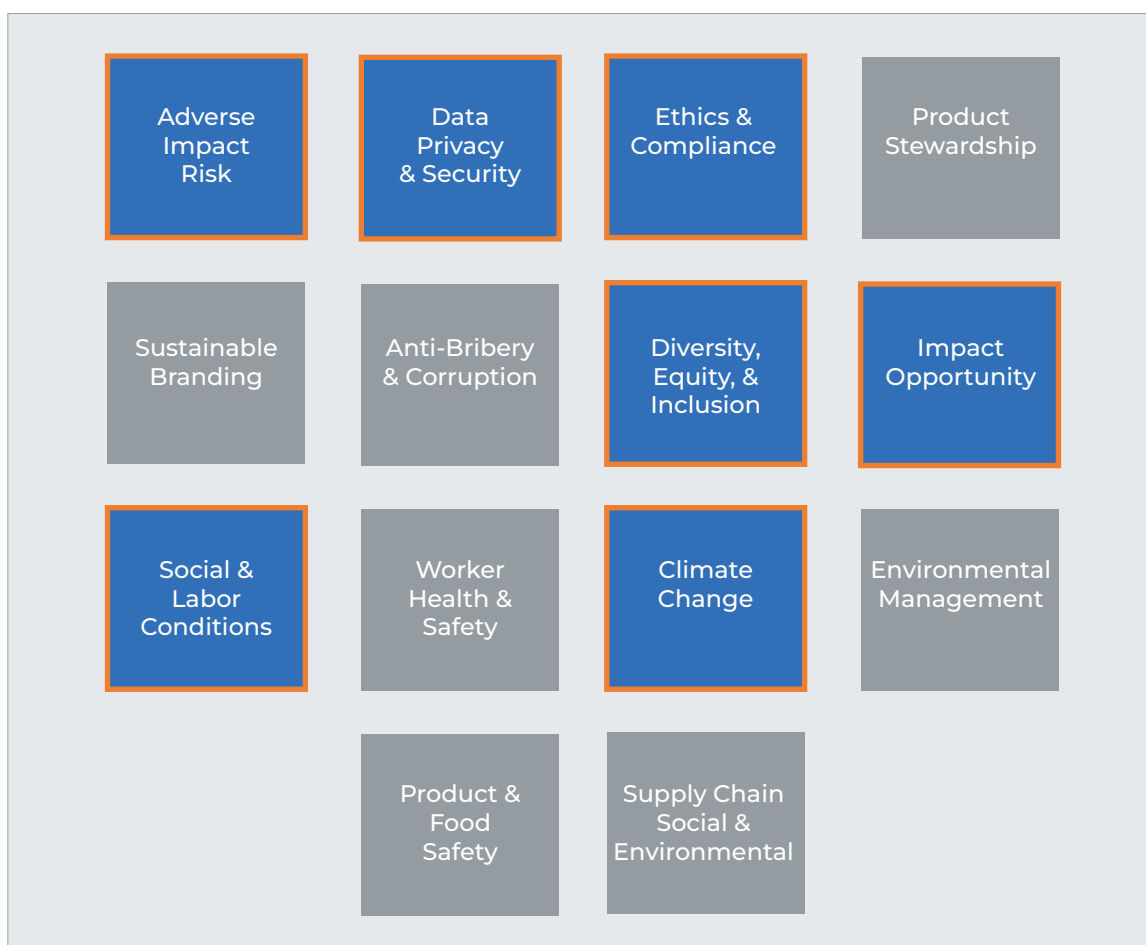 Adverse
Impact
Risk
Data
Privacy
& Security
Ethics &
Compliance
Product
Stewardship
Sustainable
Branding
Anti-Bribery
& Corruption
Diversity,
Equity, &
Inclusion
Impact
Opportunity
Social &
Labor
Conditions
Worker
Health &
Safety
Climate
Change
Environmental
Management
Product &
Food
Safety
Supply Chain
Social &
Environmental